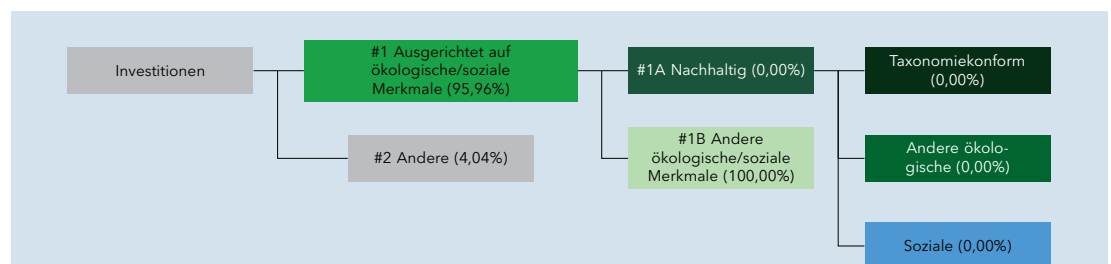 Investitionen
#1 Ausgerichtet auf
ökologische/soziale
Merkmale (95,96%)
#2 Andere (4,04%)
#1A Nachhaltig (0,00%)
#1B Andere
ökologische/soziale
Merkmale (100,00%)
Taxonomiekonform
(0,00%)
Andere ökolo-
gische (0,00%)
Soziale (0,00%)